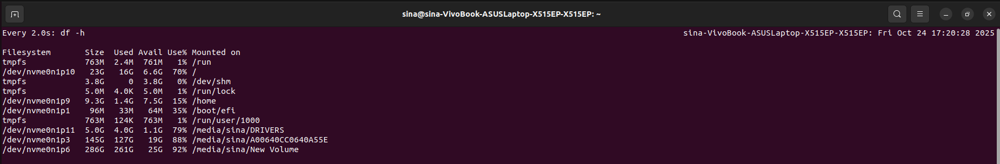 sina@sina-VivoBook-ASUSLaptop-X515EP-X515EP: ~
Every 2.0s: df -h sina-VivoBook-ASUSLaptop-X515EP-X515EP: Fri Oct 24 17:20:28 2025
Filesystem Size Used Avail Use% Mounted on
tmpfs 763M 2.4M 761M 1% /run
/dev/nvme0n1p10 23G 16G 6.6G 70% /
tmpfs 3.8G 0 3.8G 0% /dev/shm
tmpfs 5.0M 4.0K 5.0M 1% /run/lock
/dev/nvme0n1p9 9.3G 1.4G 7.5G 15% /home
/dev/nvme0n1p1 96M 33M 64M 35% /boot/efi
tmpfs 763M 124K 763M 1% /run/user/1000
/dev/nvme0n1p11 5.0G 4.0G 1.1G 79% /media/sina/DRIVERS
/dev/nvme0n1p3 145G 127G 19G 88% /media/sina/A00640CC0640A55E
/dev/nvme0n1p6 286G 261G 25G 92% /media/sina/New Volume